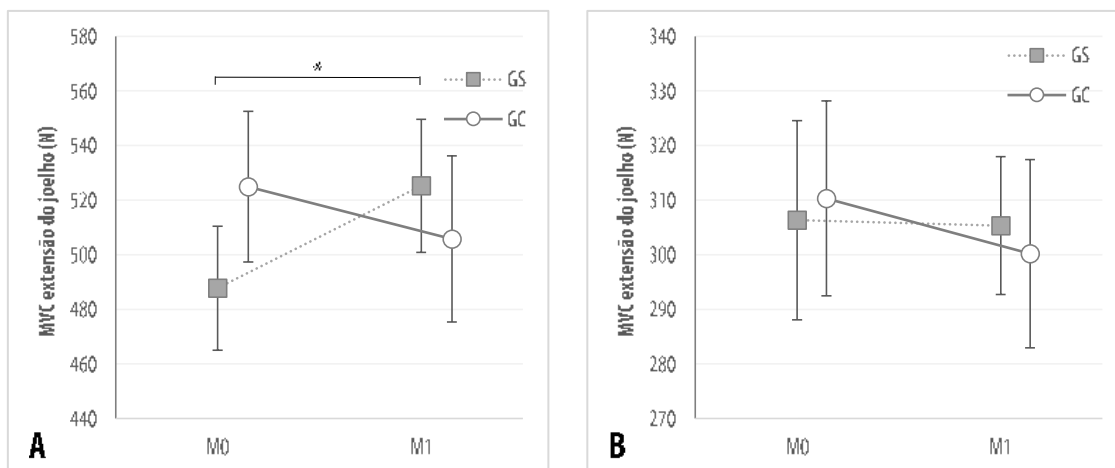 MVC extensão do joelho (N)
580
560
540
520
500
480
460
440
*
GS
GC
M0
M1
A
MVC extensão do joelho (N)
340
330
320
310
300
290
280
270
GS
GC
M0
M1
B